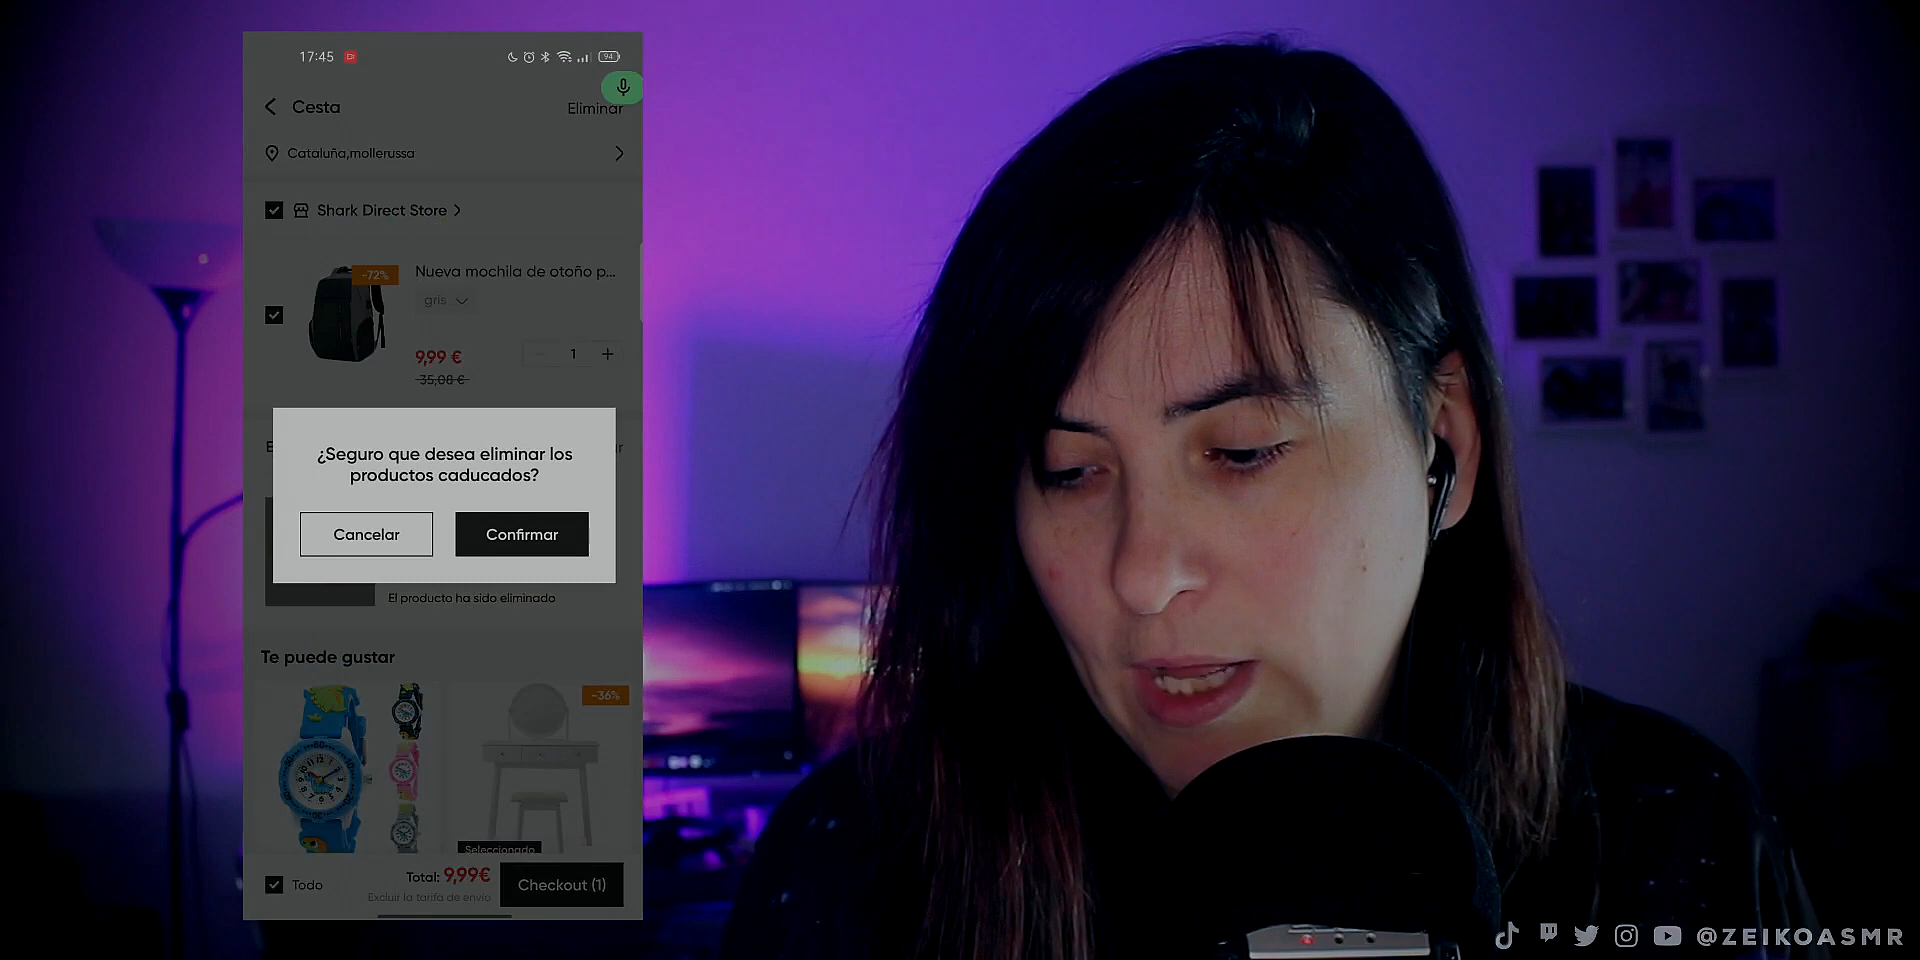 17:45
94
Cesta
Eliminar
Cataluña,mollerussa
Shark Direct Store
-72%
Nueva mochila de otoño p...
gris
9,99 €
35,08 €
1
¿Seguro que desea eliminar los
productos caducados?
Cancelar
Confirmar
El producto ha sido eliminado
Te puede gustar
-36%
Seleccionado
Todo
Total: 9,99€
Excluir la tarifa de envío
Checkout (1)
@ZEIKOASMR